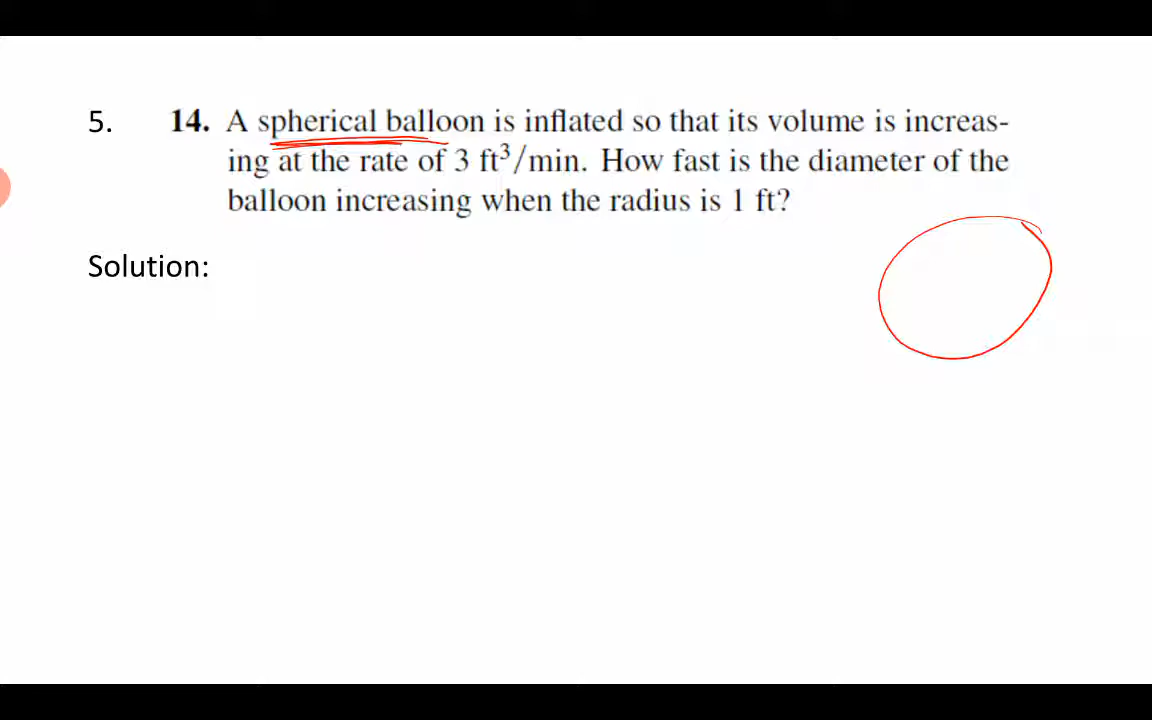 5. 14. A spherical balloon is inflated so that its volume is increas-
ing at the rate of 3 ft³/min. How fast is the diameter of the
balloon increasing when the radius is 1 ft?
Solution: